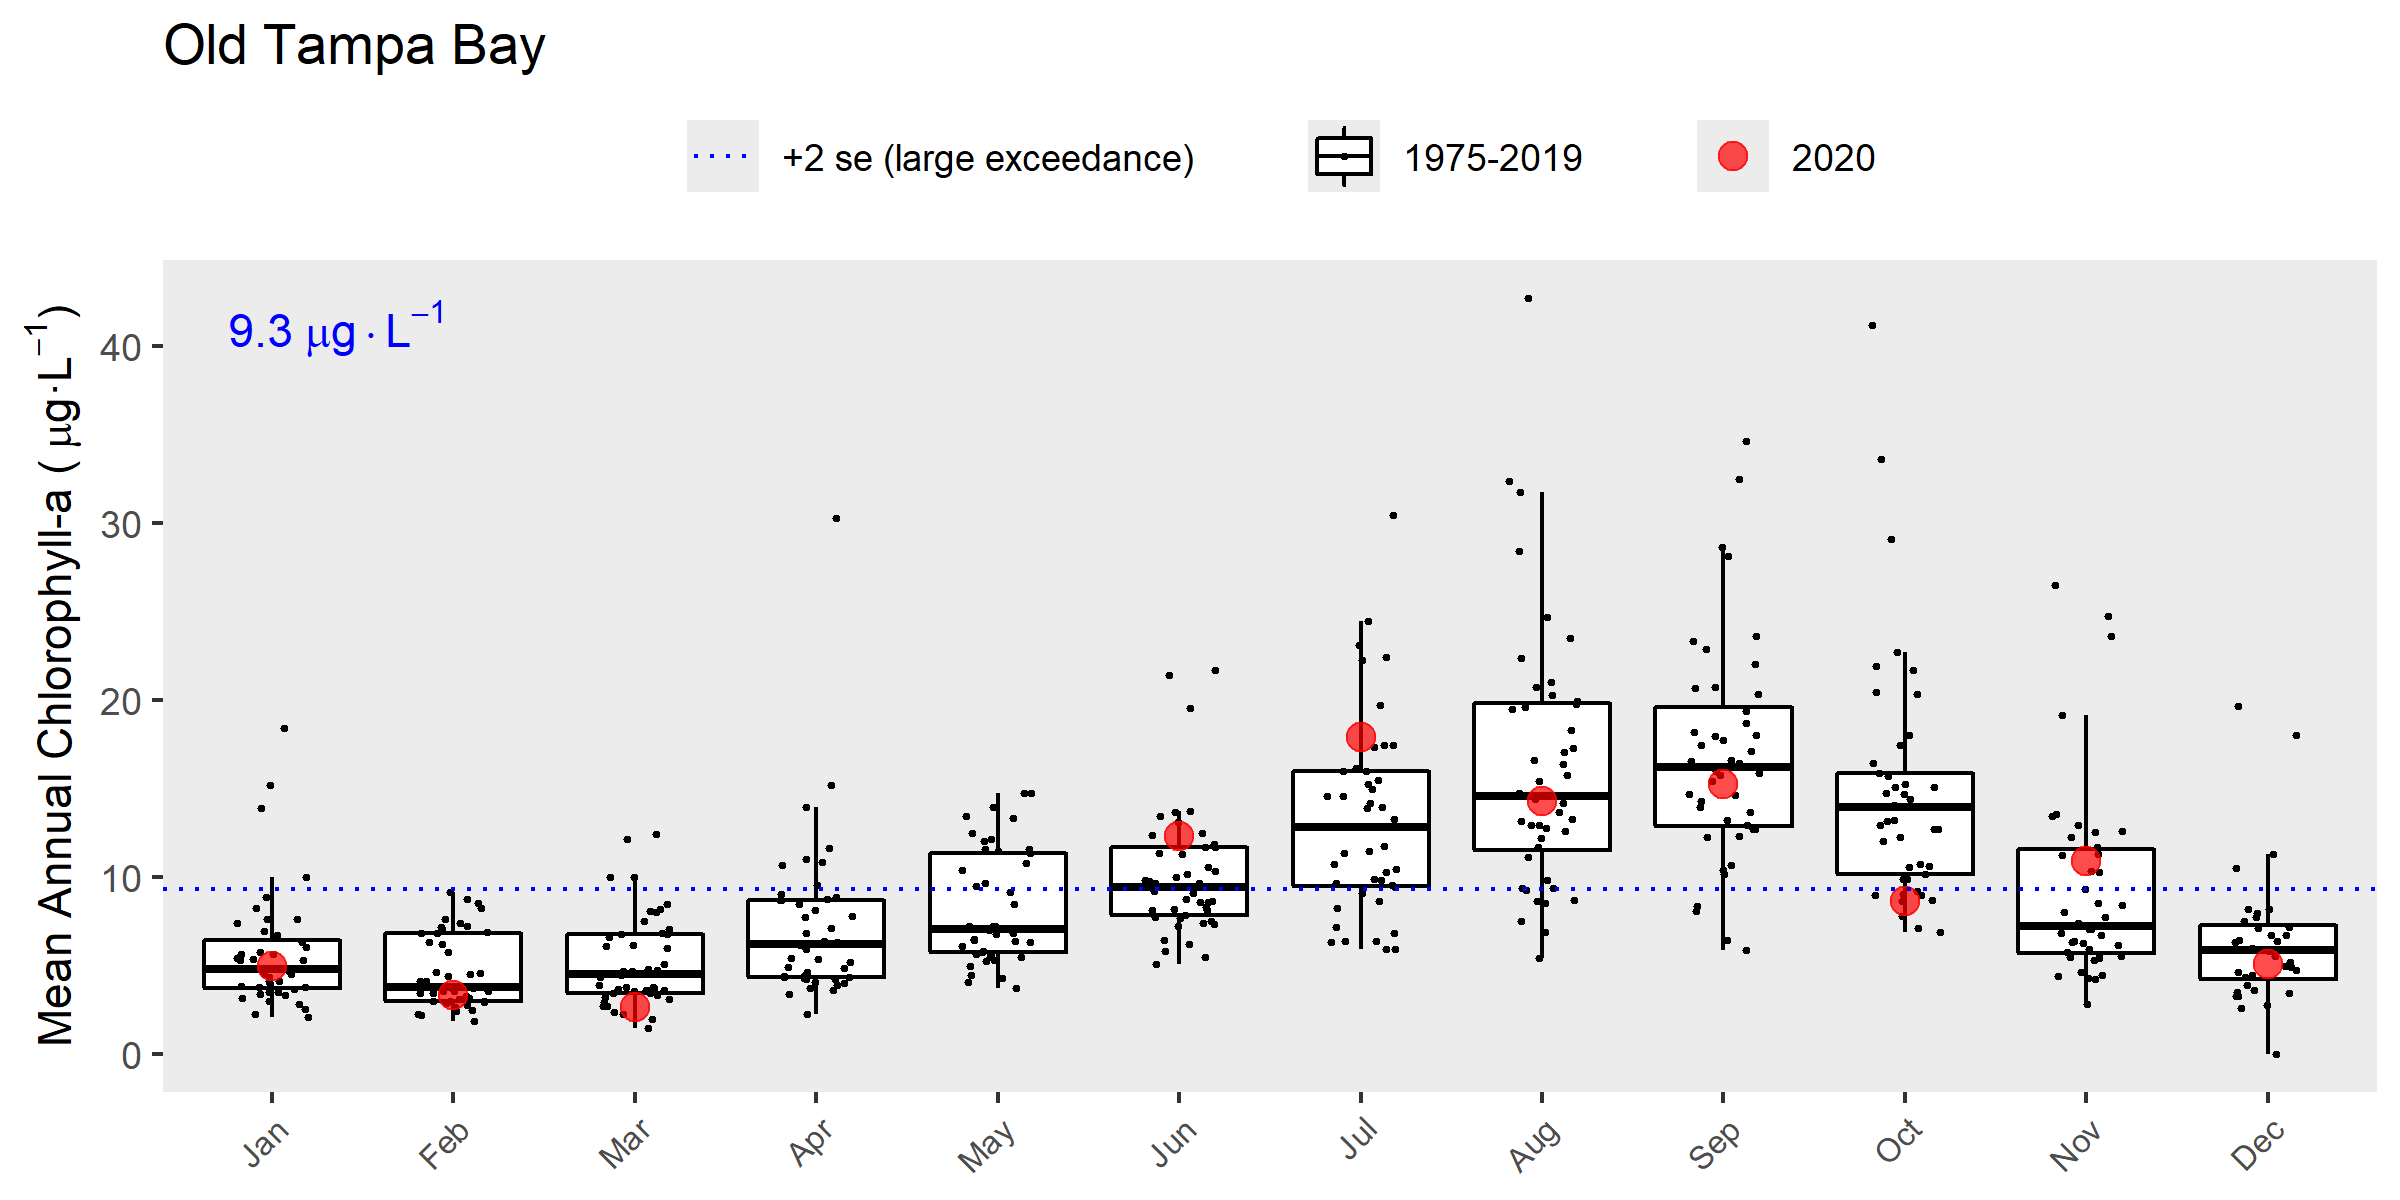 Old Tampa Bay
+2 se (large exceedance) 1975-2019 2020
9.3 μg·L⁻¹
Mean Annual Chlorophyll-a ( μg·L⁻¹)
40
30
20
10
0
Jan Feb Mar Apr May Jun Jul Aug Sep Oct Nov Dec